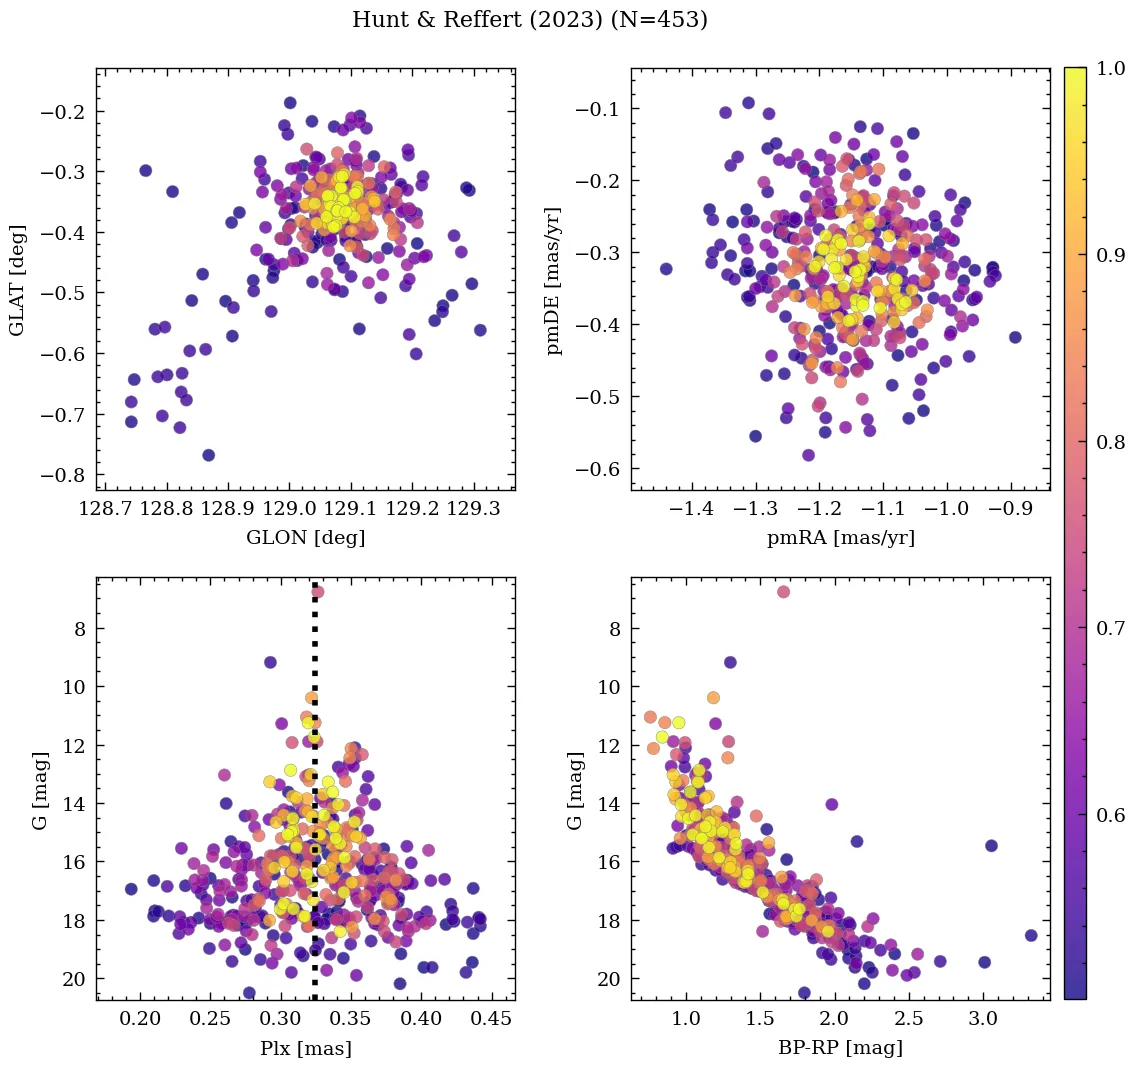 Hunt & Reffert (2023) (N=453)
−0.2
−0.3
−0.4
−0.5
−0.6
−0.7
−0.8
GLAT [deg]
128.7 128.8 128.9 129.0 129.1 129.2 129.3
GLON [deg]
−0.1
−0.2
−0.3
−0.4
−0.5
−0.6
pmDE [mas/yr]
−1.4 −1.3 −1.2 −1.1 −1.0 −0.9
pmRA [mas/yr]
8
10
12
14
16
18
20
G [mag]
0.20 0.25 0.30 0.35 0.40 0.45
Plx [mas]
8
10
12
14
16
18
20
G [mag]
1.0 1.5 2.0 2.5 3.0
BP-RP [mag]
1.0
0.9
0.8
0.7
0.6